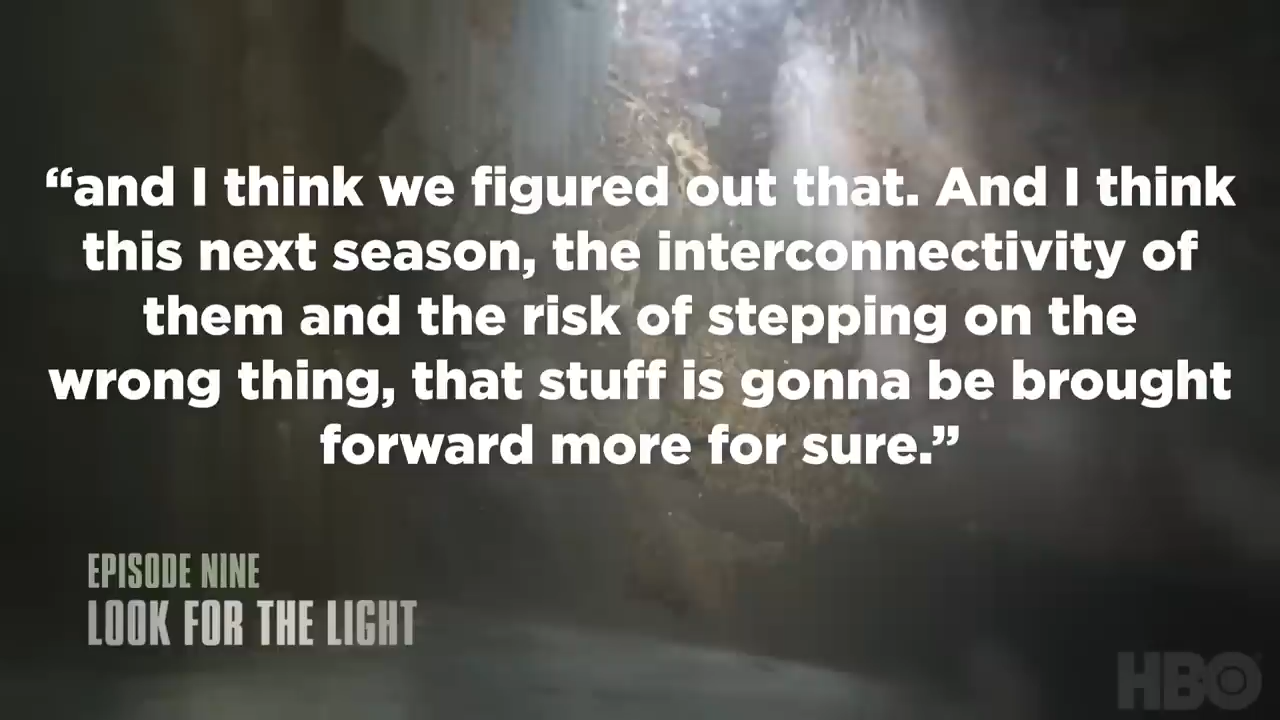 “and I think we figured out that. And I think
this next season, the interconnectivity of
them and the risk of stepping on the
wrong thing, that stuff is gonna be brought
forward more for sure.”
EPISODE NINE
LOOK FOR THE LIGHT
HBO